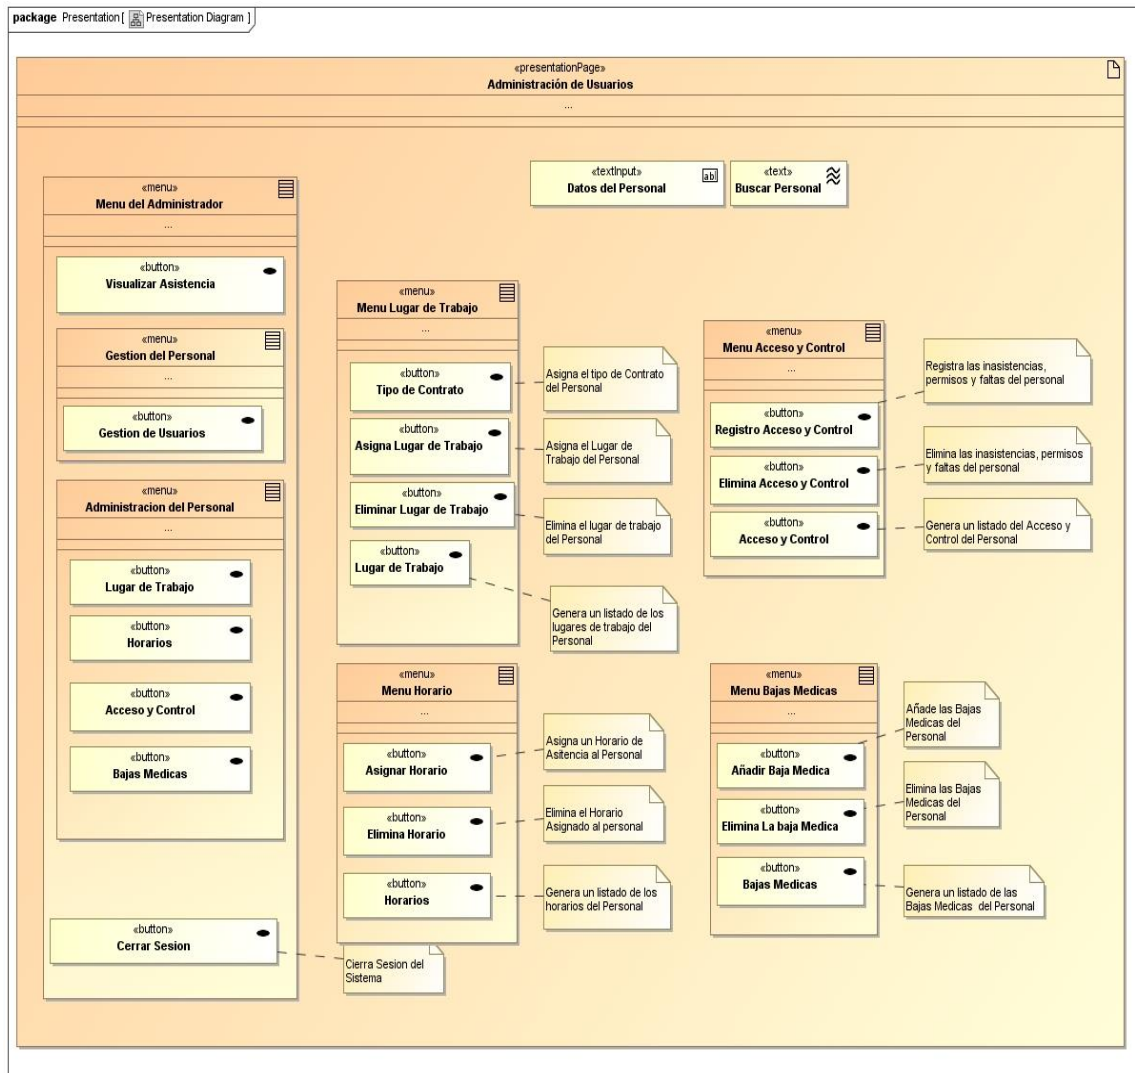 package Presentation [ Presentation Diagram ]
«presentationPage»
Administración de Usuarios
...
«textInput»
Datos del Personal
ab
«text»
Buscar Personal
«menu»
Menu del Administrador
...
«button»
Visualizar Asistencia
«menu»
Gestion del Personal
...
«button»
Gestion de Usuarios
«menu»
Administracion del Personal
...
«button»
Lugar de Trabajo
«button»
Horarios
«button»
Acceso y Control
«button»
Bajas Medicas
«button»
Cerrar Sesion
Cierra Sesion del
Sistema
«menu»
Menu Lugar de Trabajo
...
«button»
Tipo de Contrato
Asigna el tipo de Contrato
del Personal
«button»
Asigna Lugar de Trabajo
Asigna el Lugar de
Trabajo del Personal
«button»
Eliminar Lugar de Trabajo
Elimina el lugar de trabajo
del Personal
«button»
Lugar de Trabajo
Genera un listado de los
lugares de trabajo del
Personal
«menu»
Menu Acceso y Control
...
«button»
Registro Acceso y Control
Registra las inasistencias,
permisos y faltas del personal
«button»
Elimina Acceso y Control
Elimina las inasistencias, permisos
y faltas del personal
«button»
Acceso y Control
Genera un listado del Acceso y
Control del Personal
«menu»
Menu Horario
...
«button»
Asignar Horario
Asigna un Horario de
Asitencia al Personal
«button»
Elimina Horario
Elimina el Horario
Asignado al personal
«button»
Horarios
Genera un listado de los
horarios del Personal
«menu»
Menu Bajas Medicas
...
«button»
Añadir Baja Medica
Añade las Bajas
Medicas del
Personal
«button»
Elimina La baja Medica
Elimina las Bajas
Medicas del
Personal
«button»
Bajas Medicas
Genera un listado de las
Bajas Medicas del Personal